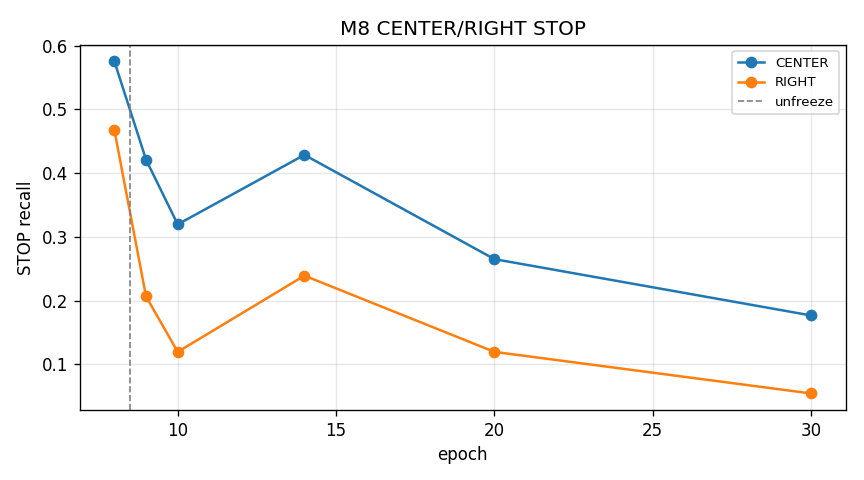 M8 CENTER/RIGHT STOP
CENTER
RIGHT
unfreeze
STOP recall
0.6
0.5
0.4
0.3
0.2
0.1
10
15
20
25
30
epoch